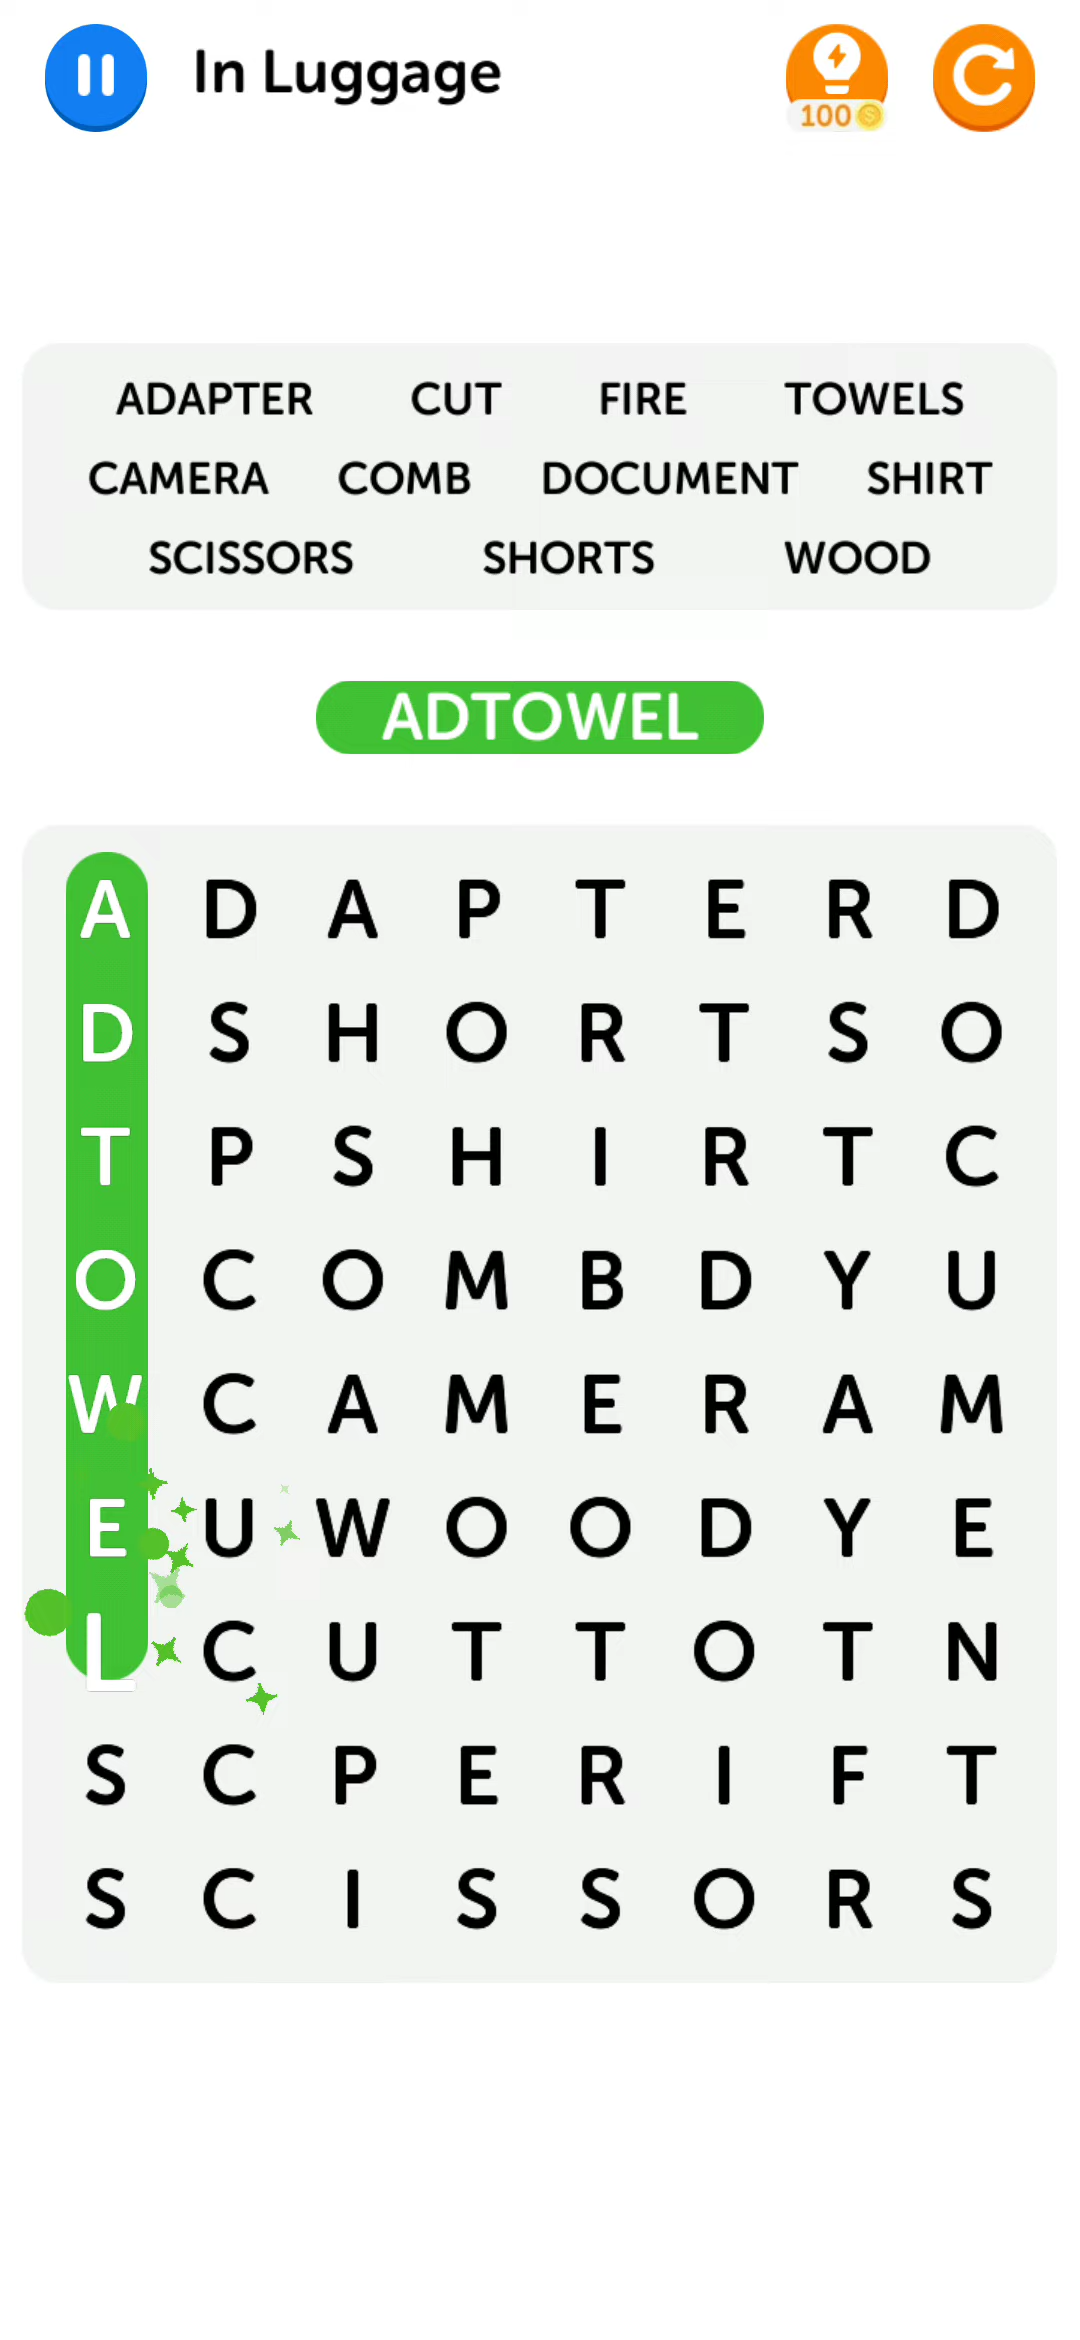 In Luggage
100
ADAPTER CUT FIRE TOWELS
CAMERA COMB DOCUMENT SHIRT
SCISSORS SHORTS WOOD
ADTOWEL
A D A P T E R D
D S H O R T S O
T P S H I R T C
O C O M B D Y U
W C A M E R A M
E U W O O D Y E
L C U T T O T N
S C P E R I F T
S C I S S O R S